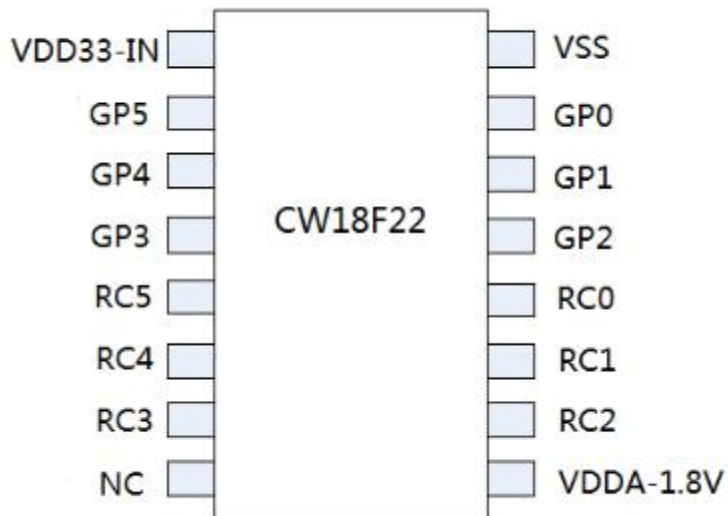 VDD33-IN VSS
GP5 GP0
GP4 GP1
CW18F22
GP3 GP2
RC5 RC0
RC4 RC1
RC3 RC2
NC VDDA-1.8V